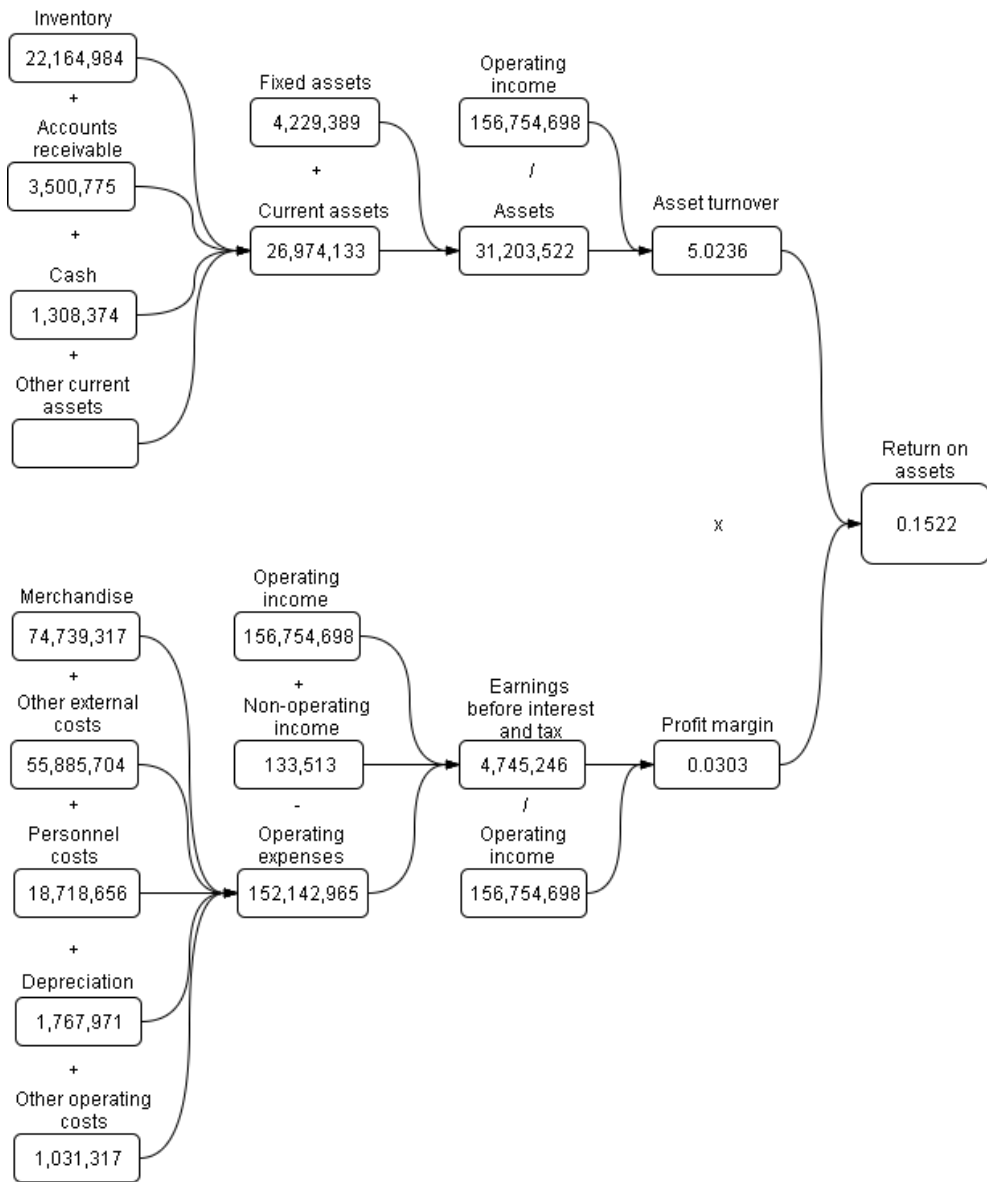 Inventory
22,164,984
+
Accounts
receivable
3,500,775
+
Cash
1,308,374
+
Other current
assets
Fixed assets
4,229,389
+
Current assets
26,974,133
Operating
income
156,754,698
/
Assets
31,203,522
Asset turnover
5.0236
Return on
assets
0.1522
x
Merchandise
74,739,317
+
Other external
costs
55,885,704
+
Personnel
costs
18,718,656
+
Depreciation
1,767,971
+
Other operating
costs
1,031,317
Operating
income
156,754,698
+
Non-operating
income
133,513
-
Operating
expenses
152,142,965
Earnings
before interest
and tax
4,745,246
/
Operating
income
156,754,698
Profit margin
0.0303